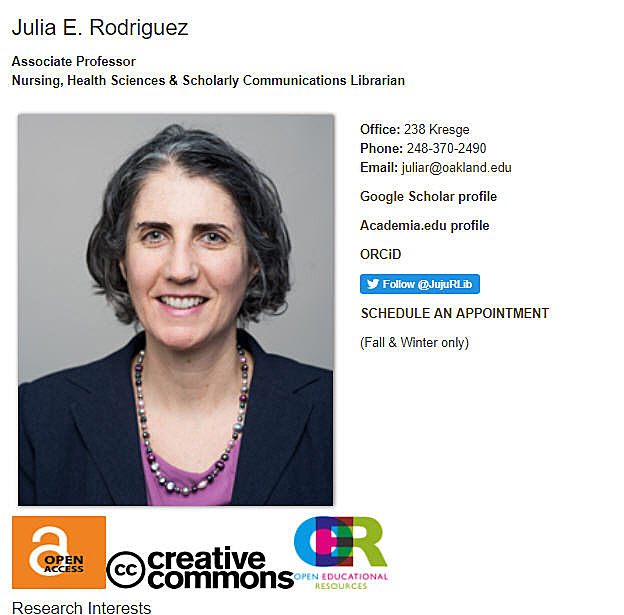 Julia E. Rodriguez
Associate Professor
Nursing, Health Sciences & Scholarly Communications Librarian
Office: 238 Kresge
Phone: 248-370-2490
Email: juliar@oakland.edu
Google Scholar profile
Academia.edu profile
ORCiD
Follow @JujuRLib
SCHEDULE AN APPOINTMENT
(Fall & Winter only)
a OPEN
ACCESS
cc creative
commons
OER
OPEN EDUCATIONAL
RESOURCES
Research Interests